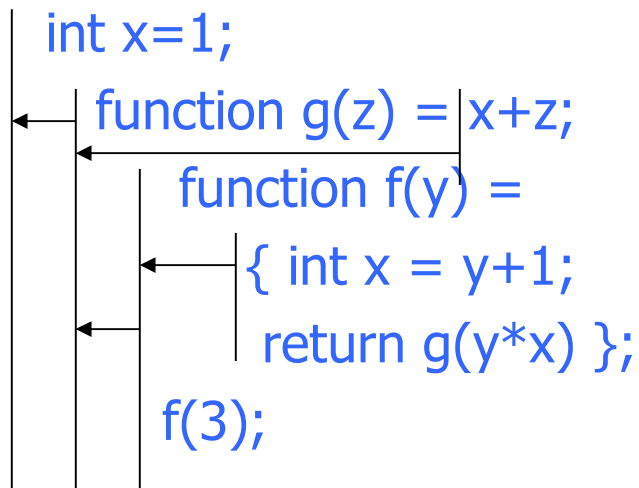 int x=1;
function g(z) = x+z;
function f(y) =
{ int x = y+1;
return g(y*x) };
f(3);